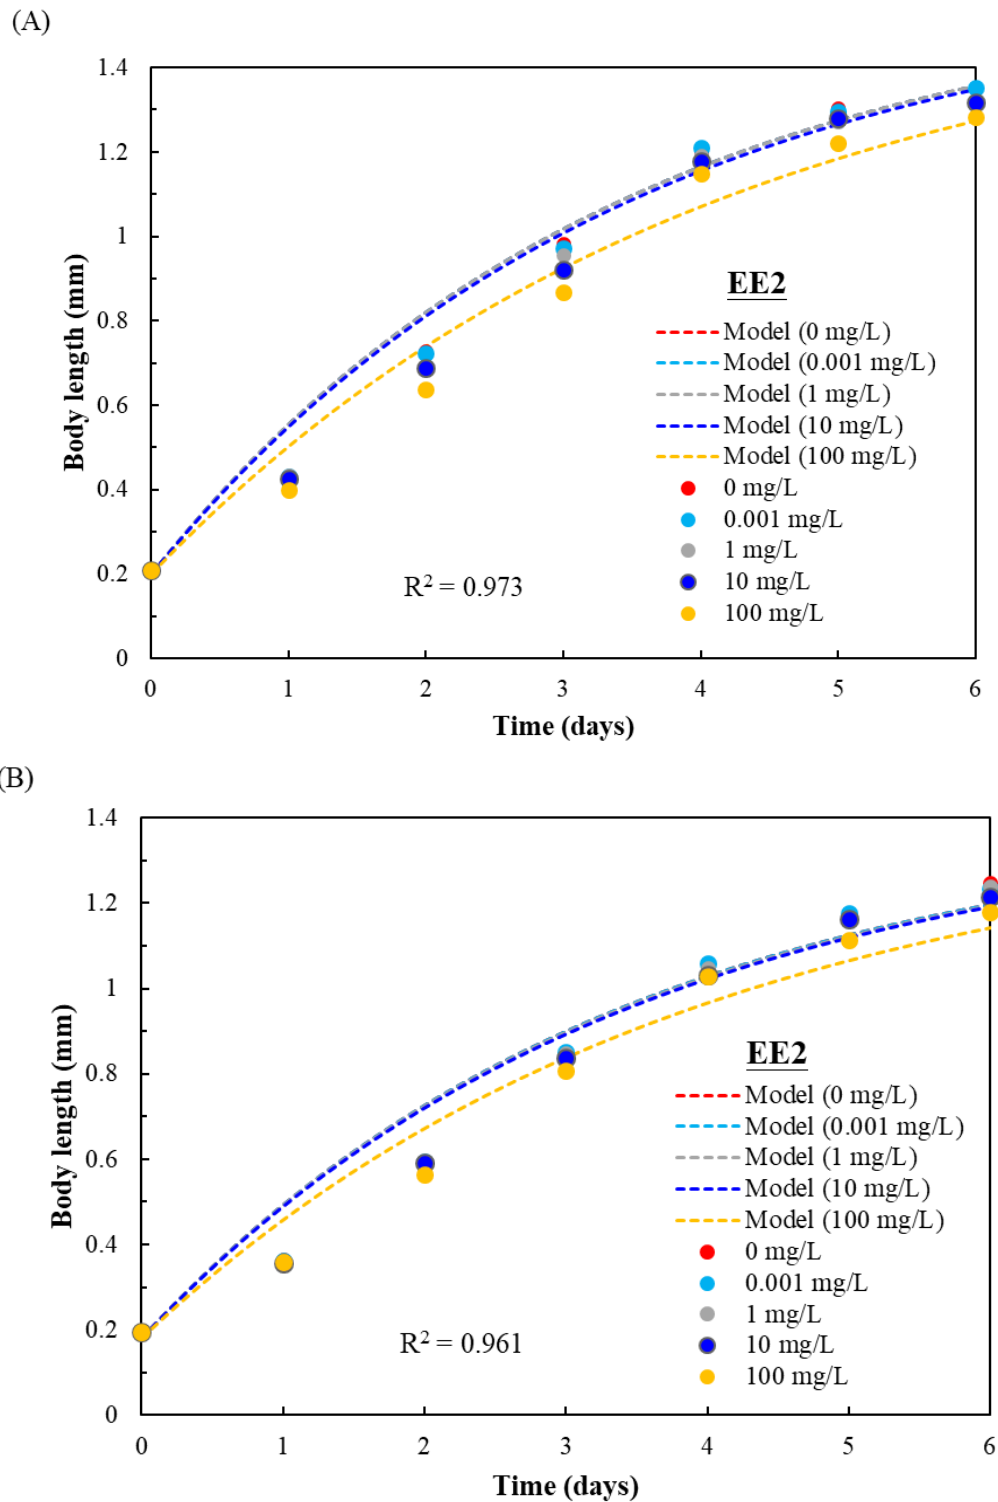 (A)
1.4
1.2
1
0.8
0.6
0.4
0.2
0
Body length (mm)
EE2
Model (0 mg/L)
Model (0.001 mg/L)
Model (1 mg/L)
Model (10 mg/L)
Model (100 mg/L)
0 mg/L
0.001 mg/L
1 mg/L
10 mg/L
100 mg/L
R² = 0.973
0 1 2 3 4 5 6
Time (days)
(B)
1.4
1.2
1
0.8
0.6
0.4
0.2
0
Body length (mm)
EE2
Model (0 mg/L)
Model (0.001 mg/L)
Model (1 mg/L)
Model (10 mg/L)
Model (100 mg/L)
0 mg/L
0.001 mg/L
1 mg/L
10 mg/L
100 mg/L
R² = 0.961
0 1 2 3 4 5 6
Time (days)